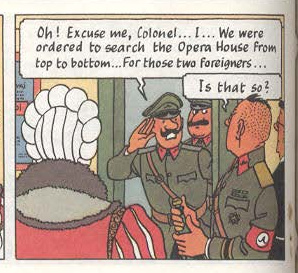 Oh! Excuse me, Colonel... I... We were
ordered to search the Opera House from
top to bottom... For those two foreigners...
Is that so?